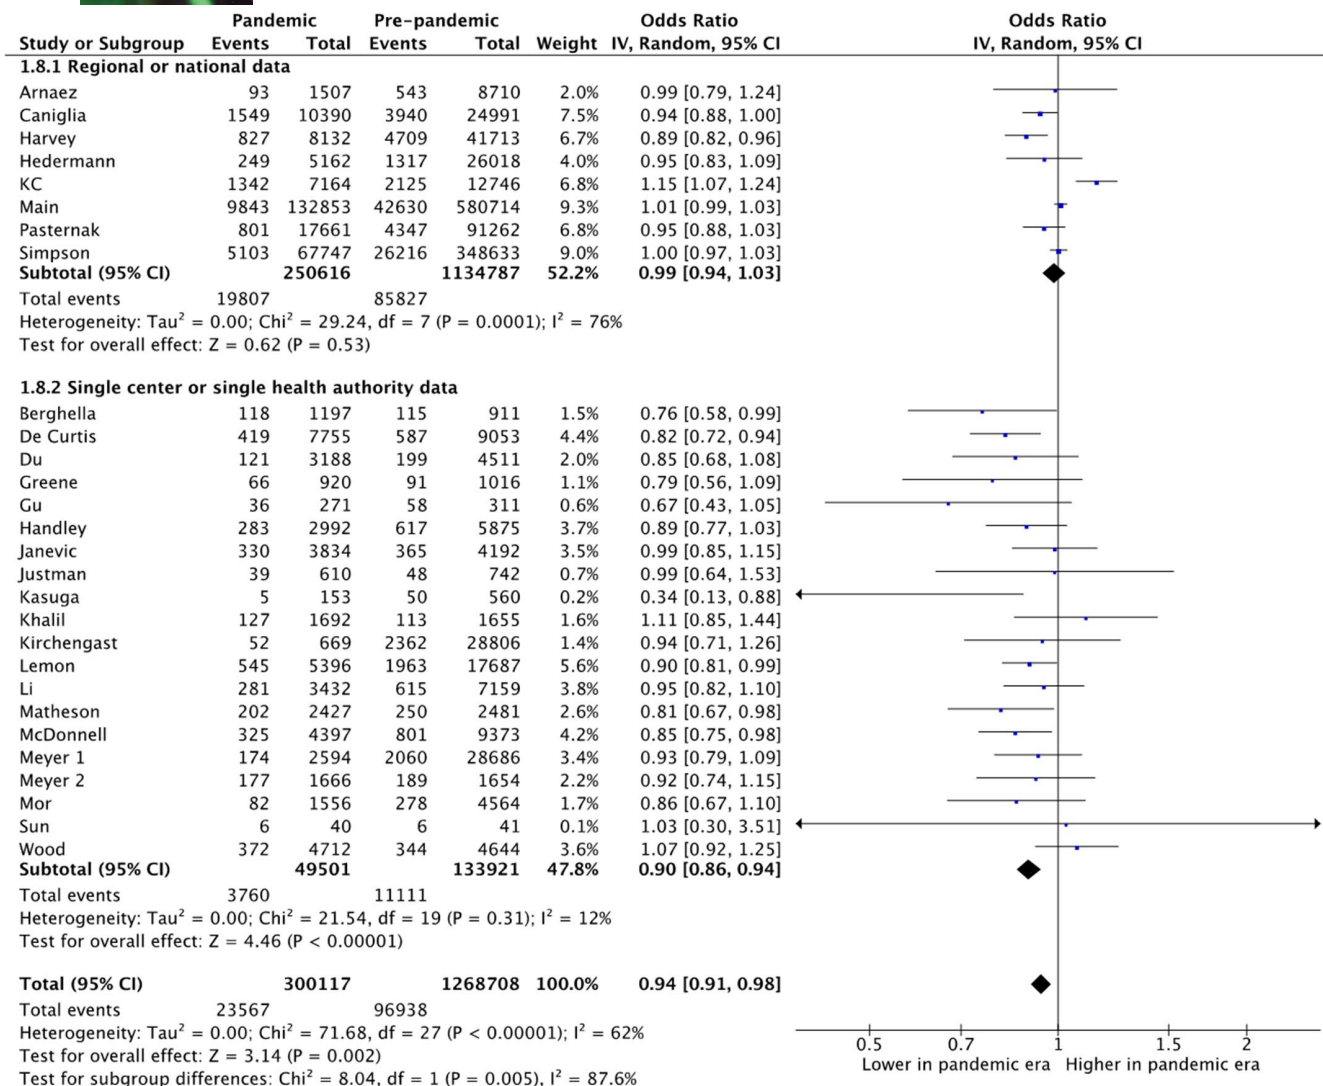 Pandemic Pre-pandemic Odds Ratio Odds Ratio
Study or Subgroup Events Total Events Total Weight IV, Random, 95% CI IV, Random, 95% CI
1.8.1 Regional or national data
Arnaez 93 1507 543 8710 2.0% 0.99 [0.79, 1.24]
Caniglia 1549 10390 3940 24991 7.5% 0.94 [0.88, 1.00]
Harvey 827 8132 4709 41713 6.7% 0.89 [0.82, 0.96]
Hedermann 249 5162 1317 26018 4.0% 0.95 [0.83, 1.09]
KC 1342 7164 2125 12746 6.8% 1.15 [1.07, 1.24]
Main 9843 132853 42630 580714 9.3% 1.01 [0.99, 1.03]
Pasternak 801 17661 4347 91262 6.8% 0.95 [0.88, 1.03]
Simpson 5103 67747 26216 348633 9.0% 1.00 [0.97, 1.03]
Subtotal (95% CI) 250616 1134787 52.2% 0.99 [0.94, 1.03]
Total events 19807 85827
Heterogeneity: Tau² = 0.00; Chi² = 29.24, df = 7 (P = 0.0001); I² = 76%
Test for overall effect: Z = 0.62 (P = 0.53)
1.8.2 Single center or single health authority data
Berghella 118 1197 115 911 1.5% 0.76 [0.58, 0.99]
De Curtis 419 7755 587 9053 4.4% 0.82 [0.72, 0.94]
Du 121 3188 199 4511 2.0% 0.85 [0.68, 1.08]
Greene 66 920 91 1016 1.1% 0.79 [0.56, 1.09]
Gu 36 271 58 311 0.6% 0.67 [0.43, 1.05]
Handley 283 2992 617 5875 3.7% 0.89 [0.77, 1.03]
Janevic 330 3834 365 4192 3.5% 0.99 [0.85, 1.15]
Justman 39 610 48 742 0.7% 0.99 [0.64, 1.53]
Kasuga 5 153 50 560 0.2% 0.34 [0.13, 0.88]
Khalil 127 1692 113 1655 1.6% 1.11 [0.85, 1.44]
Kirchengast 52 669 2362 28806 1.4% 0.94 [0.71, 1.26]
Lemon 545 5396 1963 17687 5.6% 0.90 [0.81, 0.99]
Li 281 3432 615 7159 3.8% 0.95 [0.82, 1.10]
Matheson 202 2427 250 2481 2.6% 0.81 [0.67, 0.98]
McDonnell 325 4397 801 9373 4.2% 0.85 [0.75, 0.98]
Meyer 1 174 2594 2060 28686 3.4% 0.93 [0.79, 1.09]
Meyer 2 177 1666 189 1654 2.2% 0.92 [0.74, 1.15]
Mor 82 1556 278 4564 1.7% 0.86 [0.67, 1.10]
Sun 6 40 6 41 0.1% 1.03 [0.30, 3.51]
Wood 372 4712 344 4644 3.6% 1.07 [0.92, 1.25]
Subtotal (95% CI) 49501 133921 47.8% 0.90 [0.86, 0.94]
Total events 3760 11111
Heterogeneity: Tau² = 0.00; Chi² = 21.54, df = 19 (P = 0.31); I² = 12%
Test for overall effect: Z = 4.46 (P < 0.00001)
Total (95% CI) 300117 1268708 100.0% 0.94 [0.91, 0.98]
Total events 23567 96938
Heterogeneity: Tau² = 0.00; Chi² = 71.68, df = 27 (P < 0.00001); I² = 62%
Test for overall effect: Z = 3.14 (P = 0.002)
Test for subgroup differences: Chi² = 8.04, df = 1 (P = 0.005), I² = 87.6%
0.5 0.7 1 1.5 2
Lower in pandemic era Higher in pandemic era